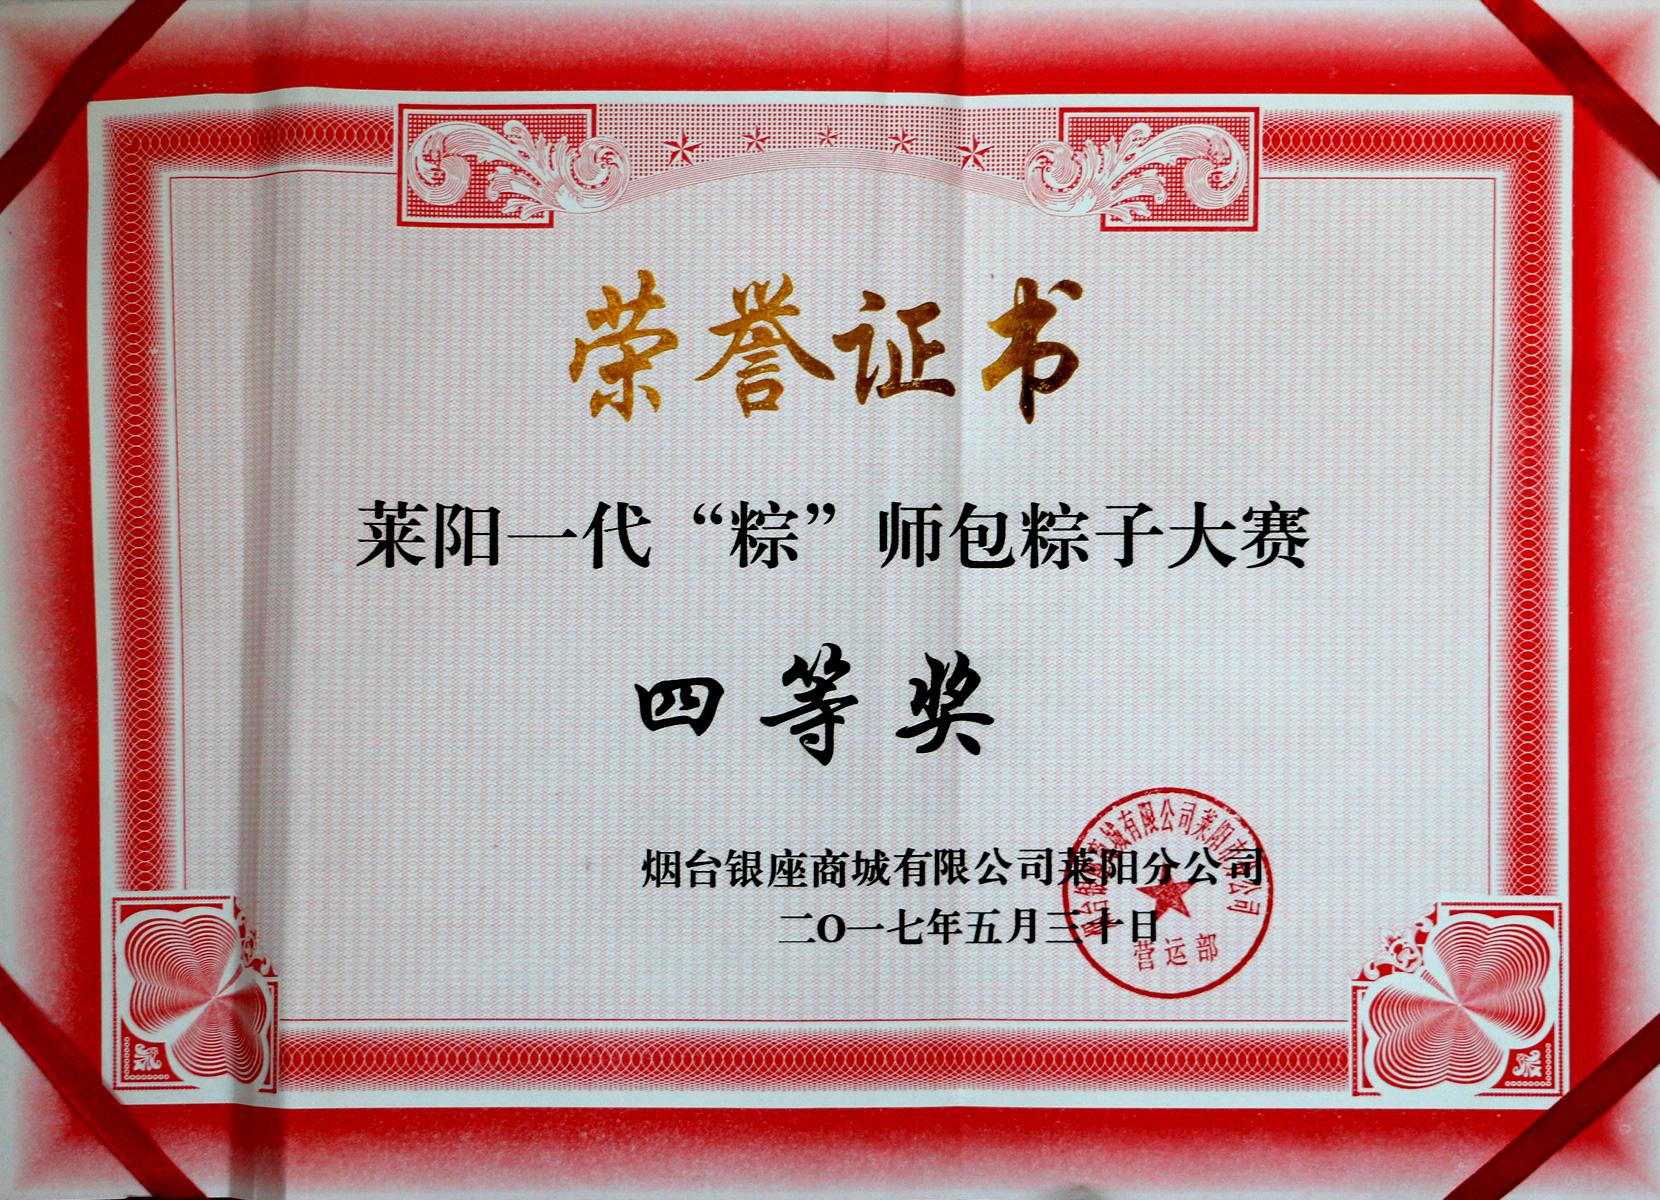 荣誉证书
莱阳一代“粽”师包粽子大赛
四等奖
烟台银座商城有限公司莱阳分公司
二O一七年五月三十日
营运部